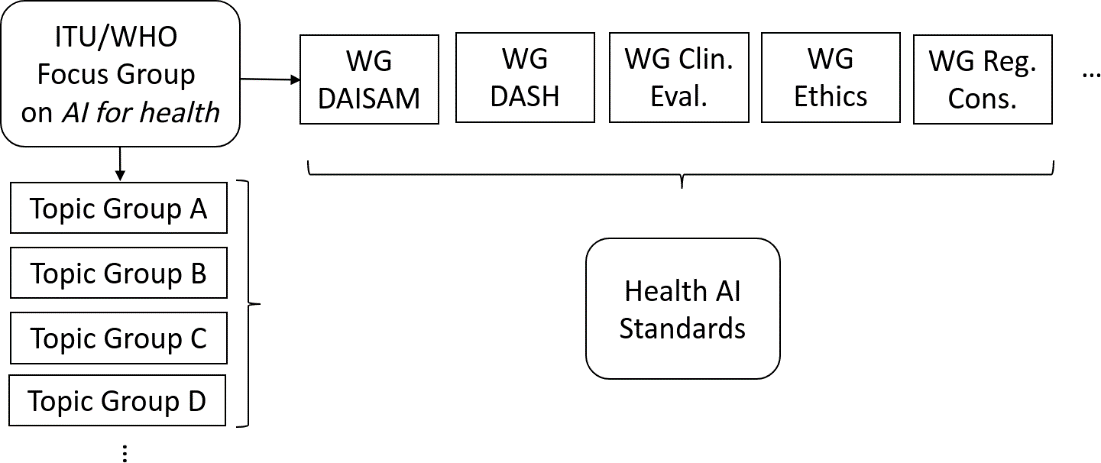 ITU/WHO
Focus Group
on AI for health
WG
DAISAM
WG
DASH
WG Clin.
Eval.
WG
Ethics
WG Reg.
Cons.
...
Topic Group A
Topic Group B
Topic Group C
Topic Group D
⋮
Health AI
Standards